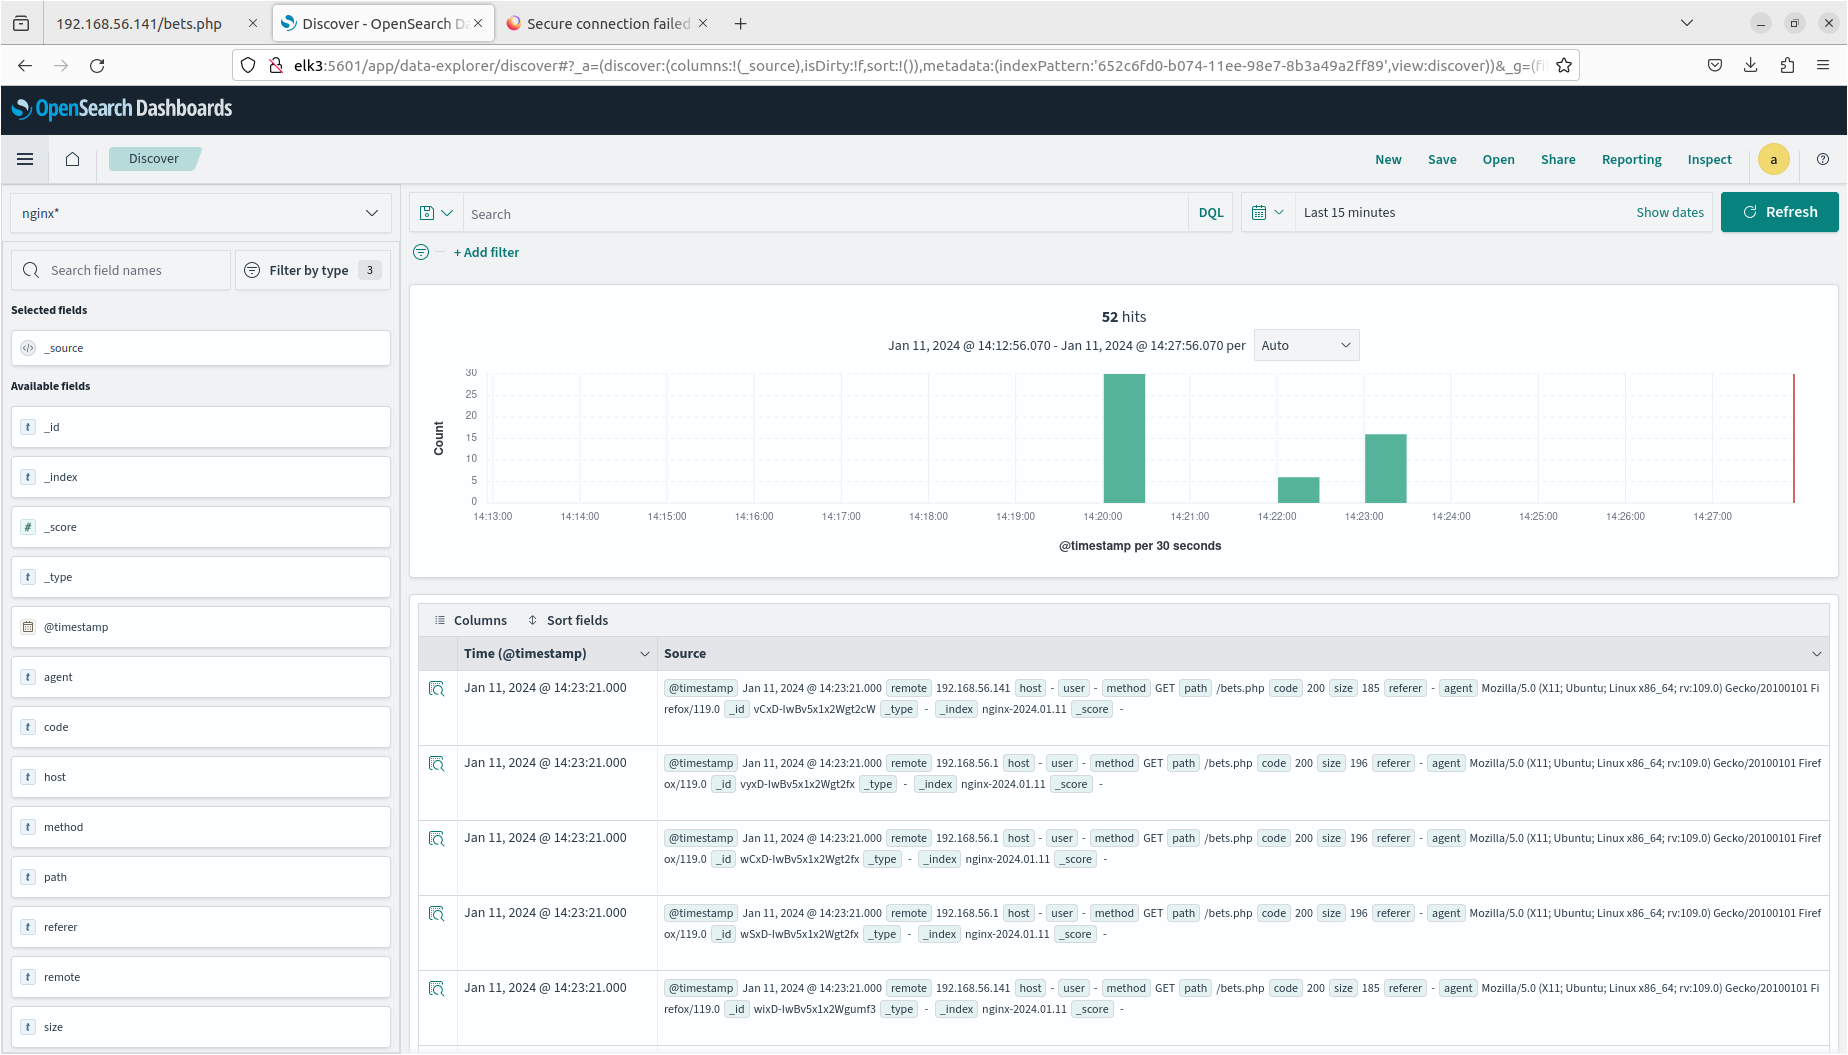 192.168.56.141/bets.php
Discover - OpenSearch Da
Secure connection failed
elk3:5601/app/data-explorer/discover#?_a=(discover:(columns:!(_source),isDirty:!f,sort:!()),metadata:(indexPattern:'652c6fd0-b074-11ee-98e7-8b3a49a2ff89',view:discover))&_g=(fil
OpenSearch Dashboards
Discover
New
Save
Open
Share
Reporting
Inspect
a
nginx*
Search
DQL
Last 15 minutes
Show dates
Refresh
+ Add filter
Search field names
Filter by type 3
Selected fields
_source
Available fields
t _id
t _index
# _score
t _type
@timestamp
t agent
t code
t host
t method
t path
t referer
t remote
t size
52 hits
Jan 11, 2024 @ 14:12:56.070 - Jan 11, 2024 @ 14:27:56.070 per Auto
Count
30
25
20
15
10
5
0
14:13:00 14:14:00 14:15:00 14:16:00 14:17:00 14:18:00 14:19:00 14:20:00 14:21:00 14:22:00 14:23:00 14:24:00 14:25:00 14:26:00 14:27:00
@timestamp per 30 seconds
Columns Sort fields
Time (@timestamp) Source
Jan 11, 2024 @ 14:23:21.000 @timestamp Jan 11, 2024 @ 14:23:21.000 remote 192.168.56.141 host - user - method GET path /bets.php code 200 size 185 referer - agent Mozilla/5.0 (X11; Ubuntu; Linux x86_64; rv:109.0) Gecko/20100101 Fi
refox/119.0 _id vCxD-IwBv5x1x2Wgt2cW _type - _index nginx-2024.01.11 _score -
Jan 11, 2024 @ 14:23:21.000 @timestamp Jan 11, 2024 @ 14:23:21.000 remote 192.168.56.1 host - user - method GET path /bets.php code 200 size 196 referer - agent Mozilla/5.0 (X11; Ubuntu; Linux x86_64; rv:109.0) Gecko/20100101 Firef
ox/119.0 _id vyxD-IwBv5x1x2Wgt2fx _type - _index nginx-2024.01.11 _score -
Jan 11, 2024 @ 14:23:21.000 @timestamp Jan 11, 2024 @ 14:23:21.000 remote 192.168.56.1 host - user - method GET path /bets.php code 200 size 196 referer - agent Mozilla/5.0 (X11; Ubuntu; Linux x86_64; rv:109.0) Gecko/20100101 Firef
ox/119.0 _id wCxD-IwBv5x1x2Wgt2fx _type - _index nginx-2024.01.11 _score -
Jan 11, 2024 @ 14:23:21.000 @timestamp Jan 11, 2024 @ 14:23:21.000 remote 192.168.56.1 host - user - method GET path /bets.php code 200 size 196 referer - agent Mozilla/5.0 (X11; Ubuntu; Linux x86_64; rv:109.0) Gecko/20100101 Firef
ox/119.0 _id wSxD-IwBv5x1x2Wgt2fx _type - _index nginx-2024.01.11 _score -
Jan 11, 2024 @ 14:23:21.000 @timestamp Jan 11, 2024 @ 14:23:21.000 remote 192.168.56.141 host - user - method GET path /bets.php code 200 size 185 referer - agent Mozilla/5.0 (X11; Ubuntu; Linux x86_64; rv:109.0) Gecko/20100101 Fi
refox/119.0 _id wixD-IwBv5x1x2Wgumf3 _type - _index nginx-2024.01.11 _score -